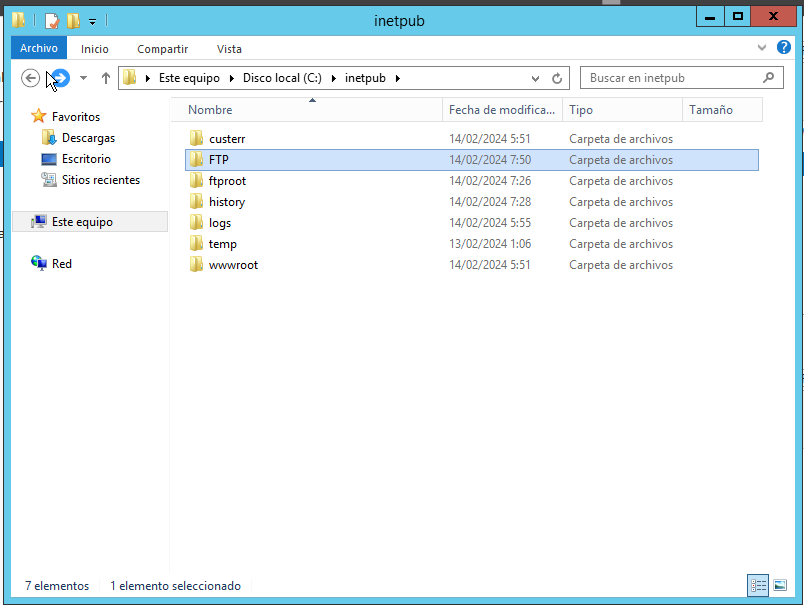 inetpub
Archivo Inicio Compartir Vista
Este equipo Disco local (C:) inetpub Buscar en inetpub
Favoritos
Descargas
Escritorio
Sitios recientes
Este equipo
Red
Nombre Fecha de modifica... Tipo Tamaño
custerr 14/02/2024 5:51 Carpeta de archivos
FTP 14/02/2024 7:50 Carpeta de archivos
ftproot 14/02/2024 7:26 Carpeta de archivos
history 14/02/2024 7:28 Carpeta de archivos
logs 14/02/2024 5:55 Carpeta de archivos
temp 13/02/2024 1:06 Carpeta de archivos
wwwroot 14/02/2024 5:51 Carpeta de archivos
7 elementos 1 elemento seleccionado